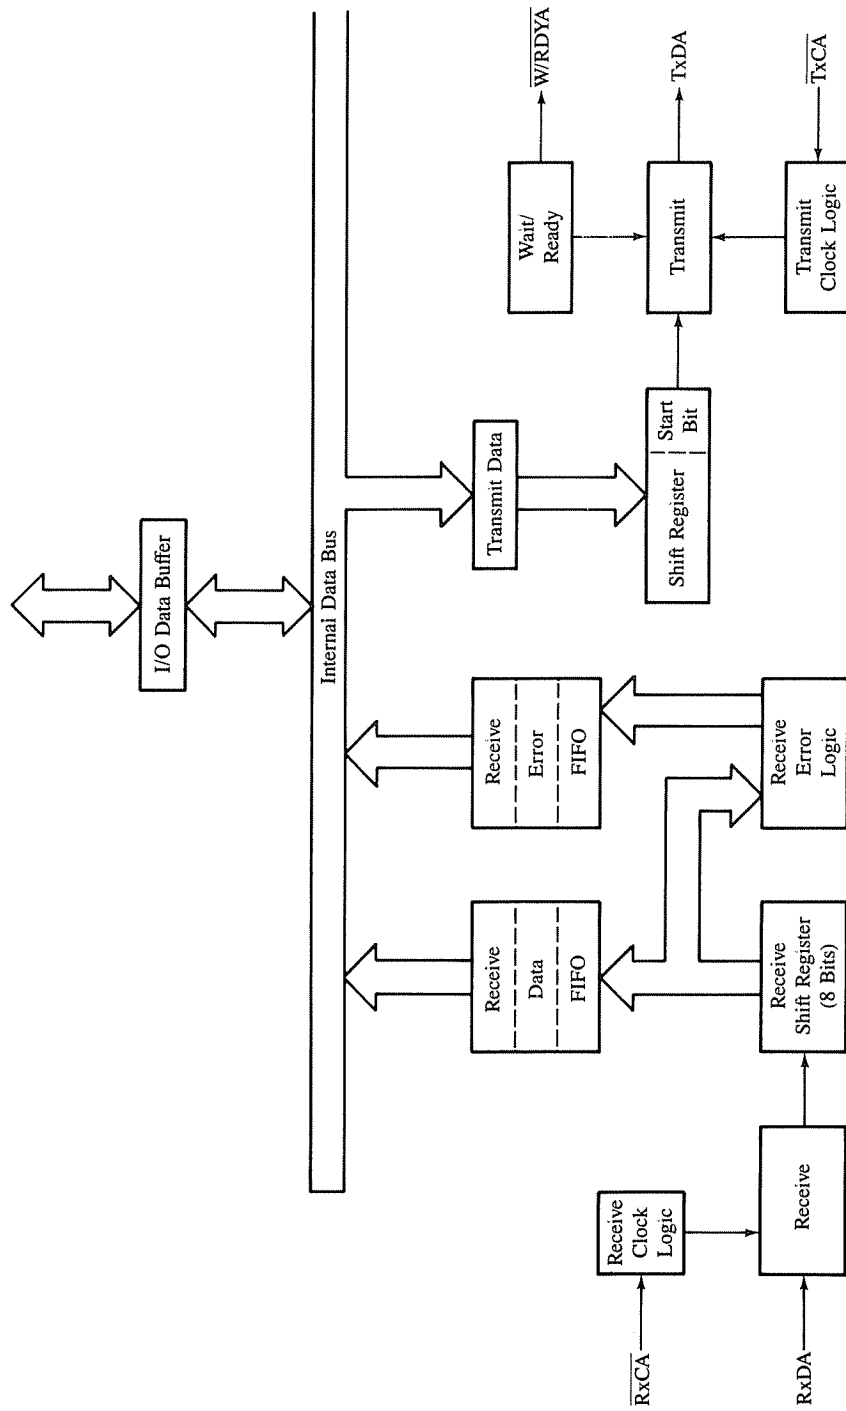 I/O Data Buffer
Internal Data Bus
Receive
Data
FIFO
Receive
Error
FIFO
Transmit Data
Wait/
Ready
W/RDYA
RxCA
Receive
Clock
Logic
Shift Register
Start
Bit
Transmit
TxDA
RxDA
Receive
Receive
Shift Register
(8 Bits)
Receive
Error
Logic
Transmit
Clock Logic
TxCA